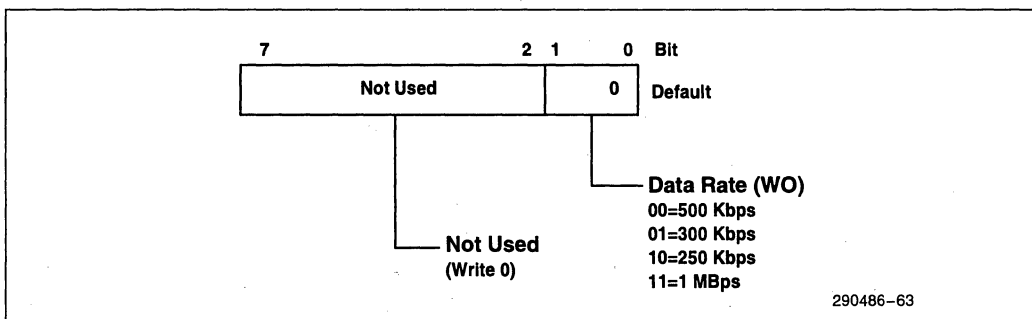 7 2 1 0 Bit
Not Used 0 Default
Data Rate (WO)
00=500 Kbps
01=300 Kbps
10=250 Kbps
11=1 MBps
Not Used
(Write 0)
290486–63